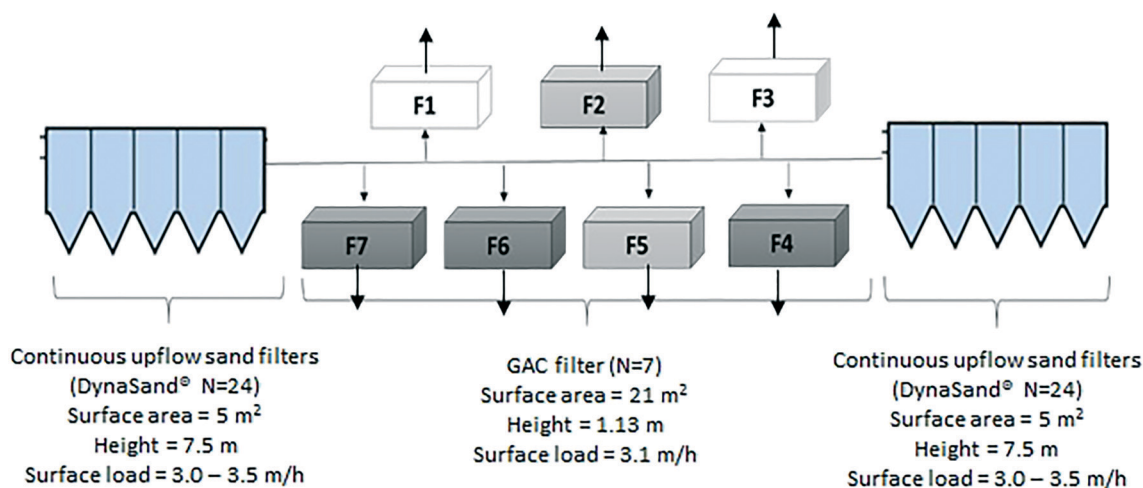 F1
F2
F3
F7
F6
F5
F4
Continuous upflow sand filters
(DynaSand® N=24)
Surface area = 5 m²
Height = 7.5 m
Surface load = 3.0 – 3.5 m/h
GAC filter (N=7)
Surface area = 21 m²
Height = 1.13 m
Surface load = 3.1 m/h
Continuous upflow sand filters
(DynaSand® N=24)
Surface area = 5 m²
Height = 7.5 m
Surface load = 3.0 – 3.5 m/h